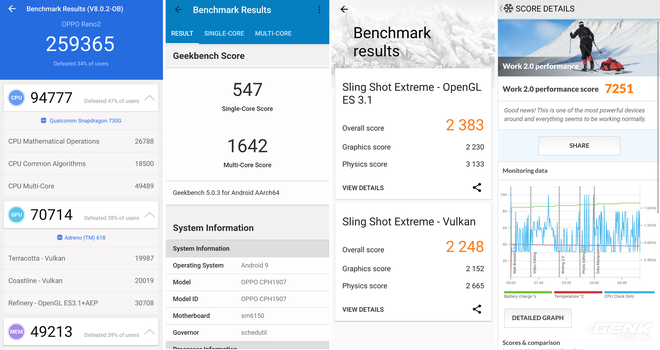 Benchmark Results (V8.0.2-OB)
OPPO Reno2
259365
Defeated 34% of users
CPU 94777 Defeated 47% of users
Qualcomm Snapdragon 730G
CPU Mathematical Operations 26788
CPU Common Algorithms 18500
CPU Multi-Core 49489
GPU 70714 Defeated 28% of users
Adreno (TM) 618
Terracotta - Vulkan 19987
Coastline - Vulkan 20019
Refinery - OpenGL ES3.1+AEP 30708
MEM 49213 Defeated 39% of users
Benchmark Results
RESULT SINGLE-CORE MULTI-CORE
Geekbench Score
547
Single-Core Score
1642
Multi-Core Score
Geekbench 5.0.3 for Android AArch64
System Information
System Information
Operating System Android 9
Model OPPO CPH1907
Model ID OPPO CPH1907
Motherboard sm6150
Governor schedutil
Processor Information
Benchmark
results
Sling Shot Extreme - OpenGL
ES 3.1
Overall score 2 383
Graphics score 2 230
Physics score 3 133
VIEW DETAILS
Sling Shot Extreme - Vulkan
Overall score 2 248
Graphics score 2 152
Physics score 2 665
VIEW DETAILS
SCORE DETAILS
Work 2.0 performance
Work 2.0 performance score 7251
Good news! This is one of the most powerful devices
around and everything seems to be working normally.
SHARE
Monitoring data
Video Editing
Writing 2.0
Photo Editing
Battery charge % Temperature °C CPU Clock GHz
DETAILED GRAPH
GENK
Scores & comparison